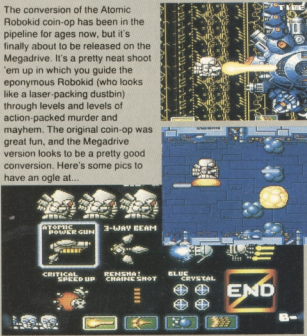 The conversion of the Atomic
Robokid coin-op has been in the
pipeline for ages now, but it's
finally about to be released on the
Megadrive. It's a pretty neat shoot
'em up in which you guide the
eponymous Robokid (who looks
like a laser-packing dustbin)
through levels and levels of
action-packed murder and
mayhem. The original coin-op was
great fun, and the Megadrive
version looks to be a pretty good
conversion. Here's some pics to
have an ogle at...
ATOMIC
POWER GUN
3-WAY BEAM
CRITICAL
SPEED UP
RENSHA!
CHAINE SHOT
BLUE
CRYSTAL
END